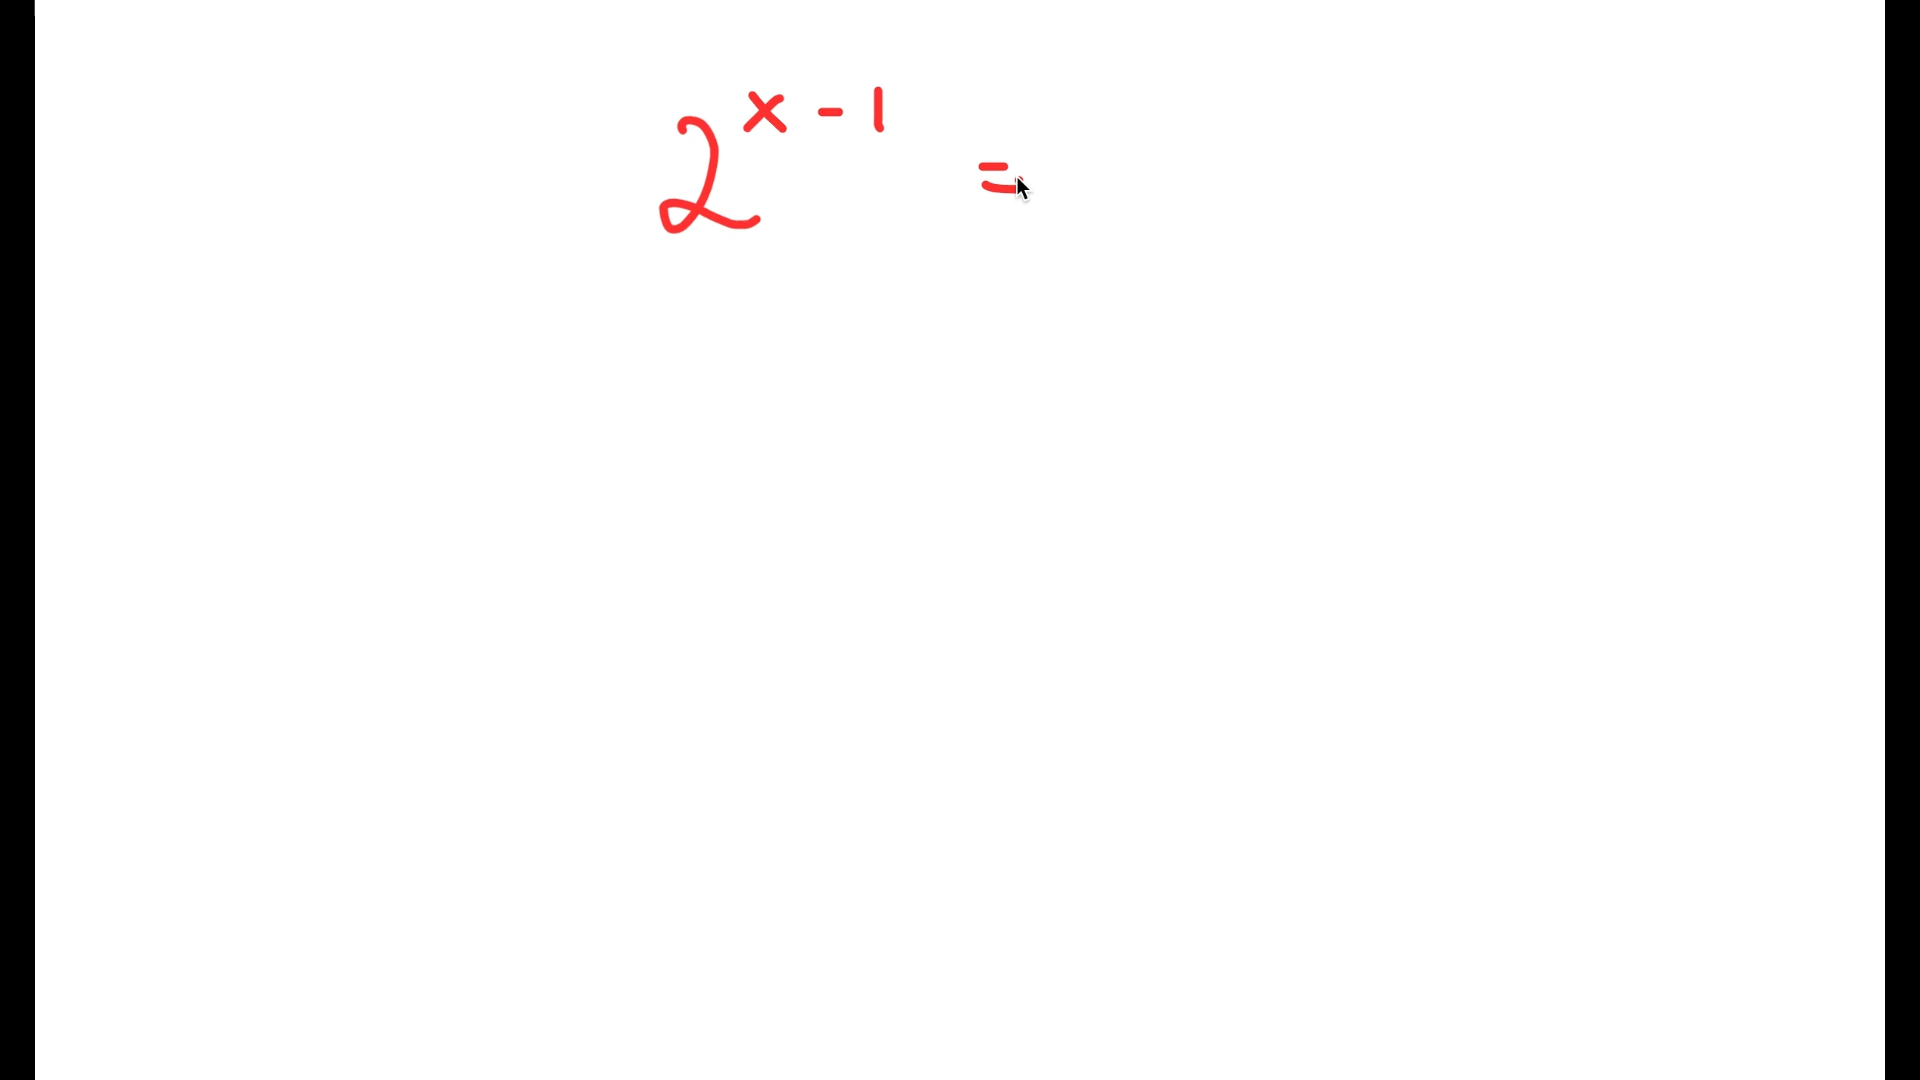 2^{x - 1} =